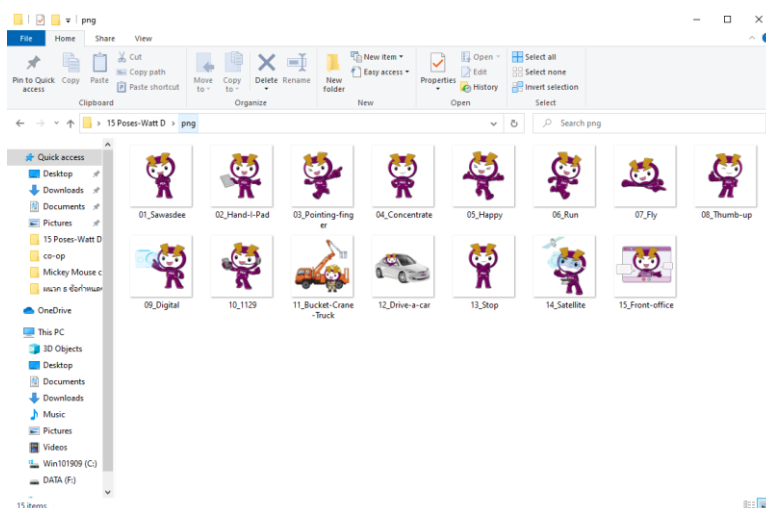 png
File Home Share View
Pin to Quick access
Copy
Paste
Cut
Copy path
Paste shortcut
Clipboard
Move to
Copy to
Delete
Rename
Organize
New folder
New item
Easy access
New
Properties
Open
Edit
History
Open
Select all
Select none
Invert selection
Select
15 Poses-Watt D > png
Search png
Quick access
Desktop
Downloads
Documents
Pictures
15 Poses-Watt D
co-op
Mickey Mouse c
OneDrive
This PC
3D Objects
Desktop
Documents
Downloads
Music
Pictures
Videos
Win101909 (C:)
DATA (F:)
01_Sawasdee
02_Hand-I-Pad
03_Pointing-fing
er
04_Concentrate
05_Happy
06_Run
07_Fly
08_Thumb-up
09_Digital
10_1129
11_Bucket-Crane
-Truck
12_Drive-a-car
13_Stop
14_Satellite
15_Front-office
15 items